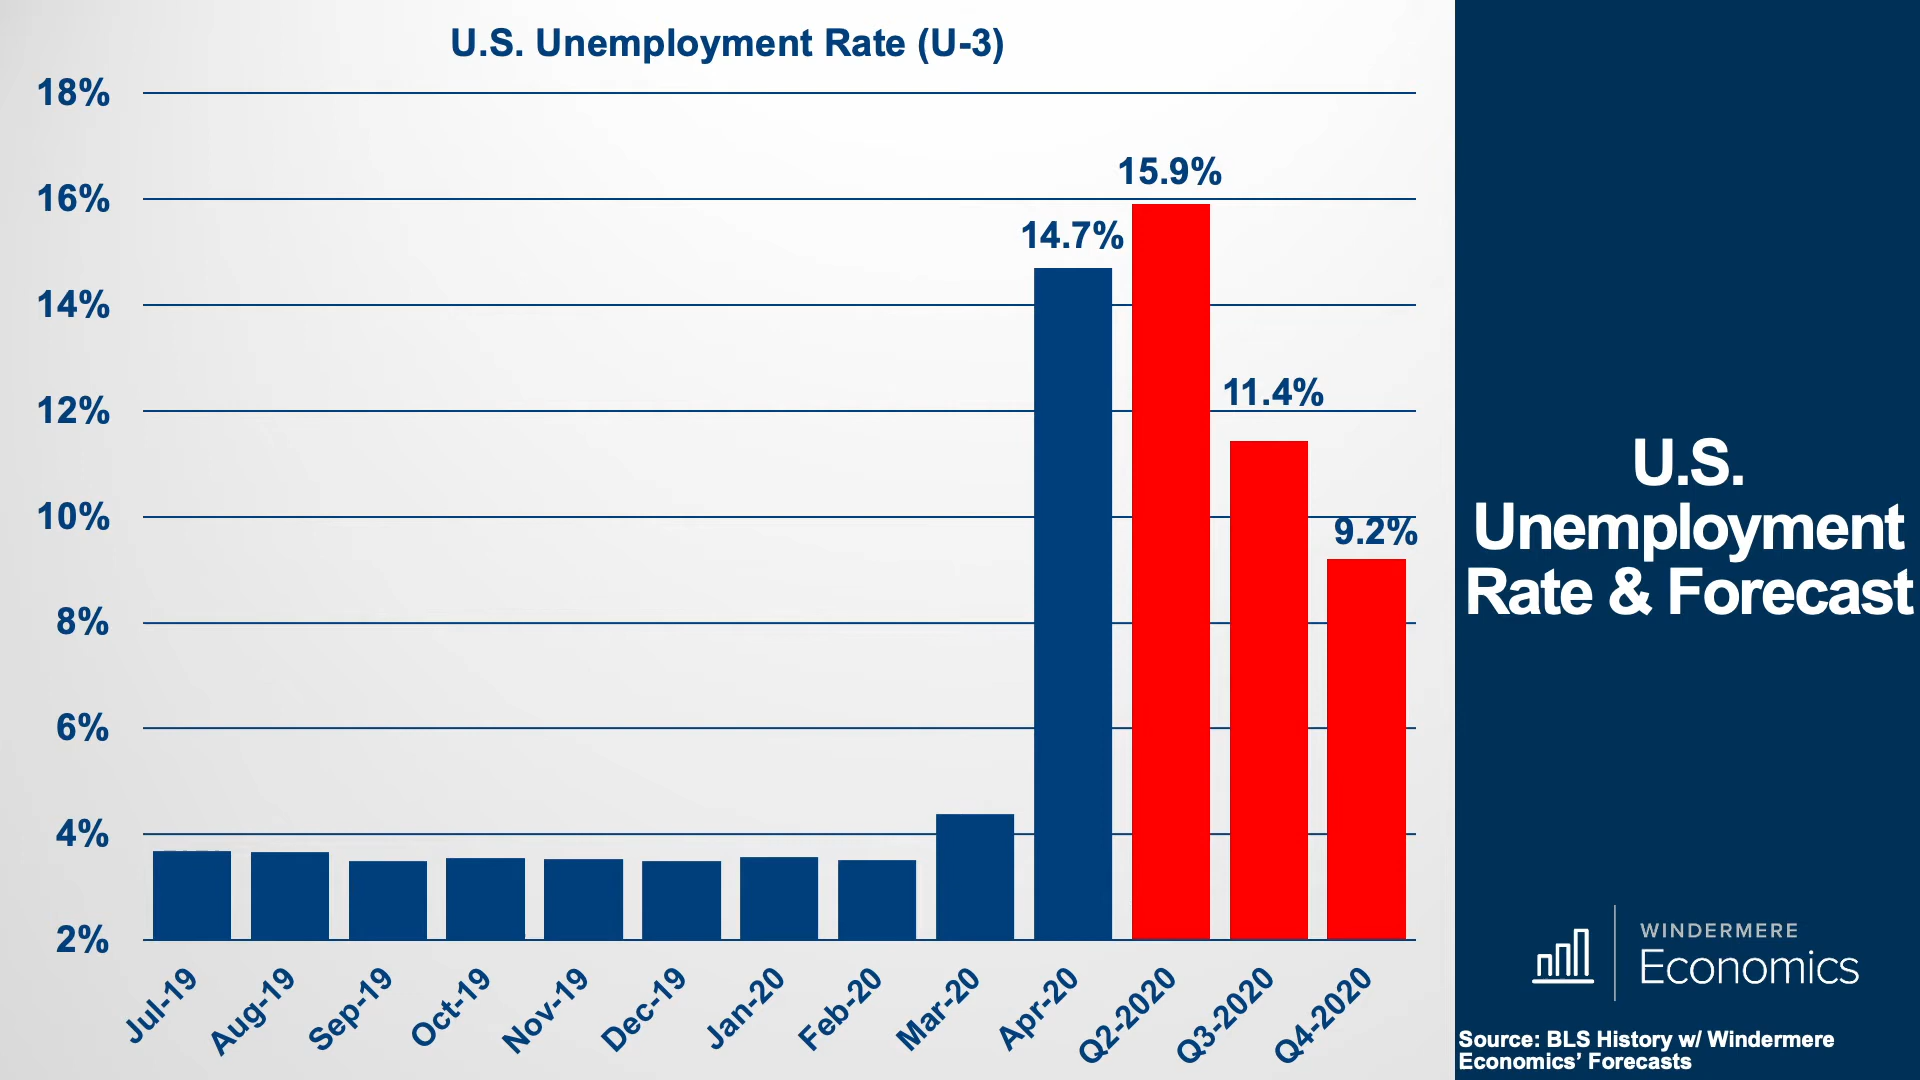 U.S. Unemployment Rate (U-3)
18%
16%
14%
12%
10%
8%
6%
4%
2%
14.7%
15.9%
11.4%
9.2%
Jul-19
Aug-19
Sep-19
Oct-19
Nov-19
Dec-19
Jan-20
Feb-20
Mar-20
Apr-20
Q2-2020
Q3-2020
Q4-2020
U.S.
Unemployment
Rate & Forecast
WINDERMERE
Economics
Source: BLS History w/ Windermere
Economics’ Forecasts